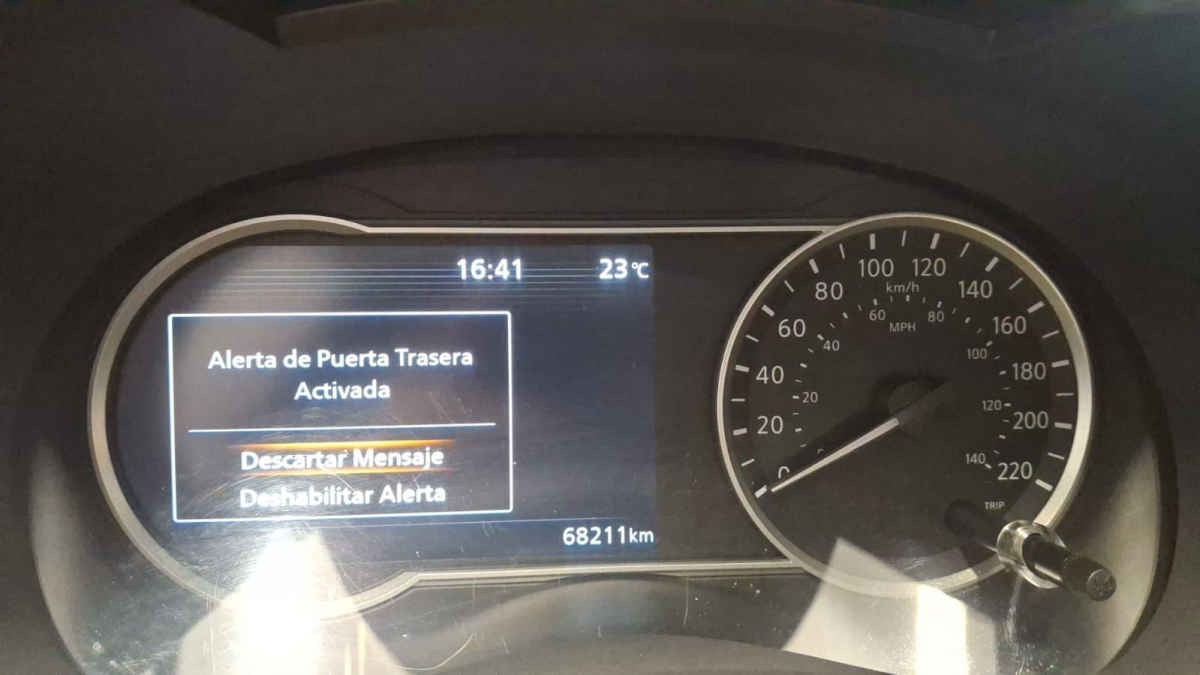 16:41 23°C
Alerta de Puerta Trasera
Activada
Descartar Mensaje
Deshabilitar Alerta
68211km
0
20
40
60
80
100
120
140
160
180
200
220
km/h
MPH
20
40
60
80
100
120
140
TRIP